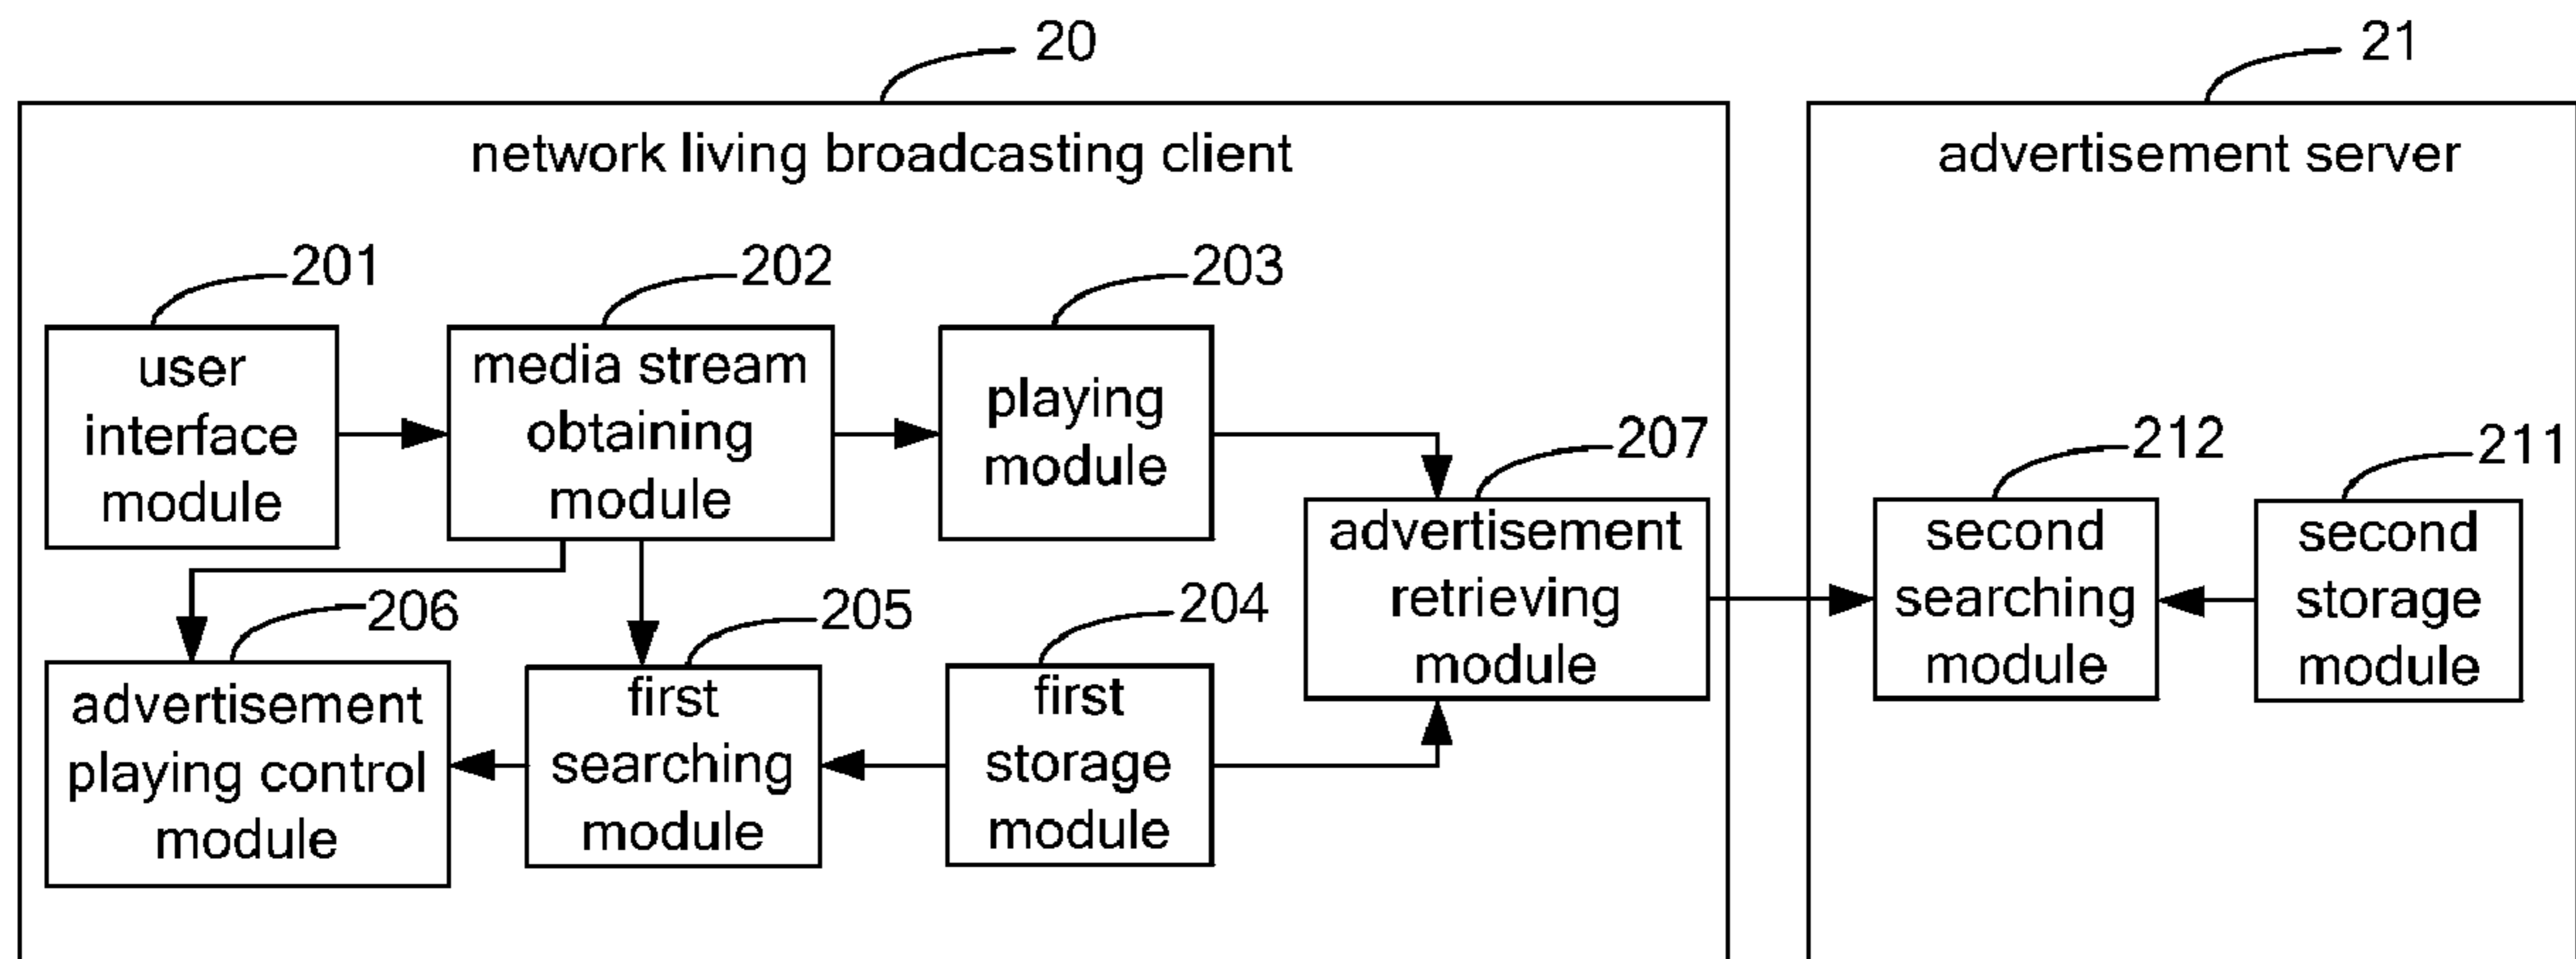 20
21
network living broadcasting client
advertisement server
201
202
203
user
interface
module
media stream
obtaining
module
playing
module
207
212
211
advertisement
retrieving
module
second
searching
module
second
storage
module
206
205
204
advertisement
playing control
module
first
searching
module
first
storage
module